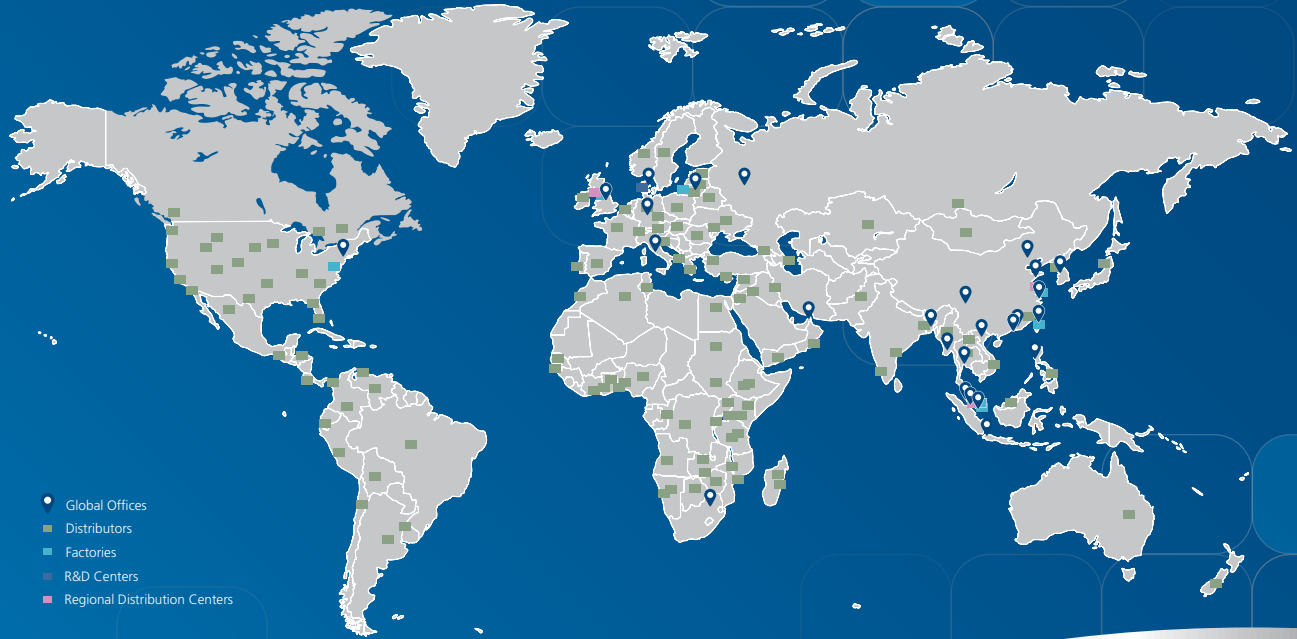 Global Offices
Distributors
Factories
R&D Centers
Regional Distribution Centers